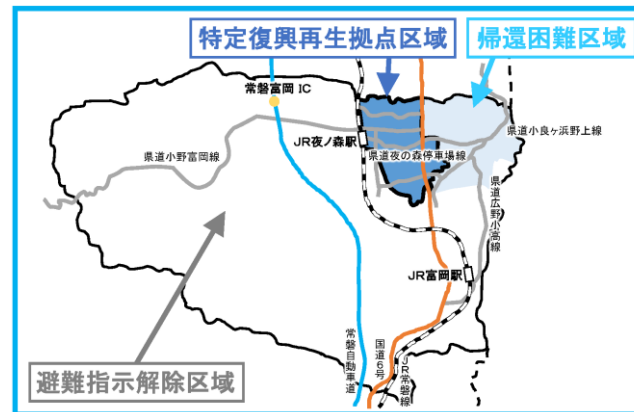 特定復興再生拠点区域
帰還困難区域
常磐富岡 IC
JR夜ノ森駅
県道小良ヶ浜野上線
県道夜の森停車場線
県道小野富岡線
県道広野小高線
JR富岡駅
避難指示解除区域
常磐自動車道
国道6号
JR常磐線